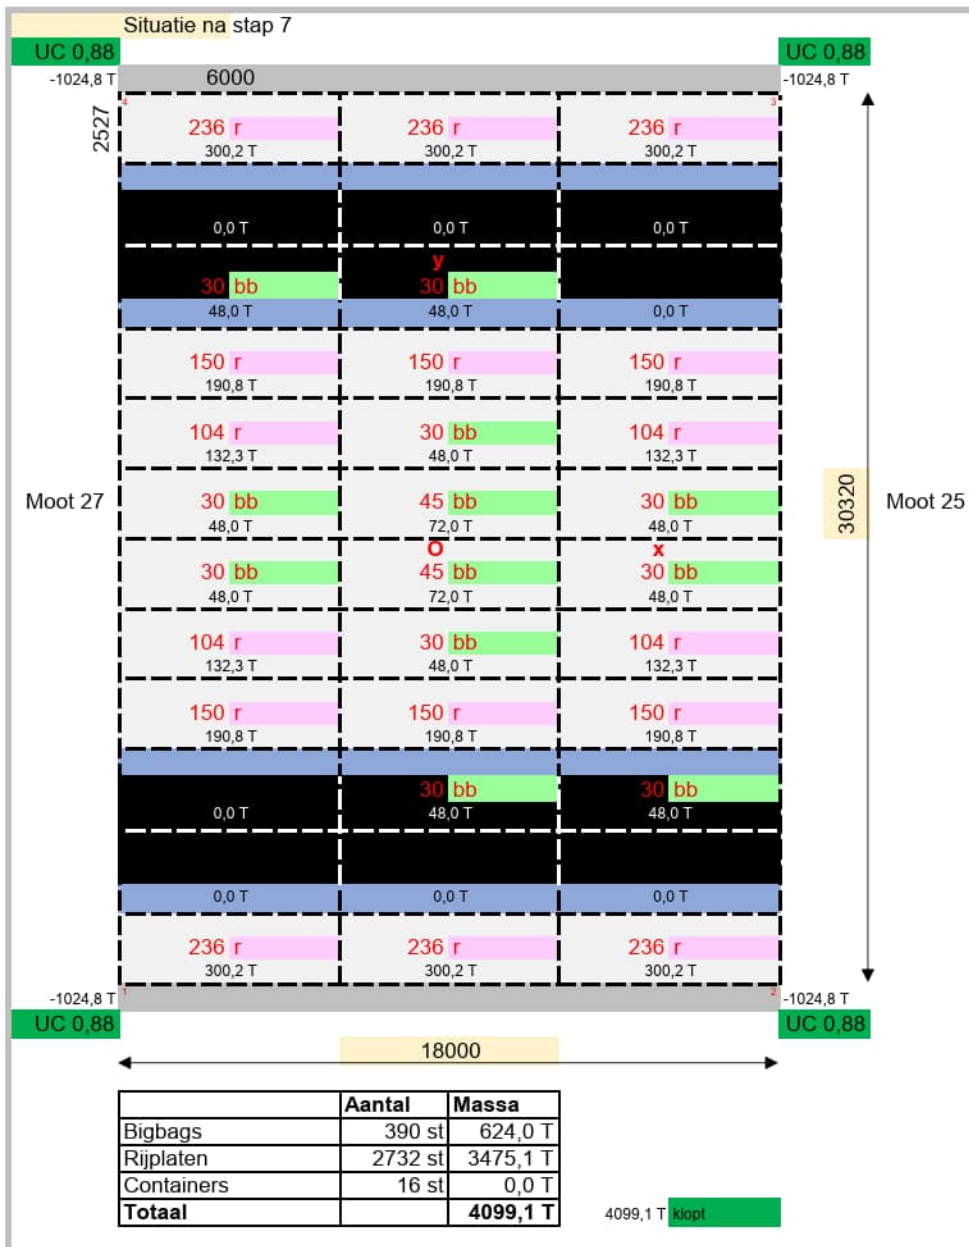 Situatie na stap 7
UC 0,88 UC 0,88
-1024,8 T 6000 -1024,8 T
4 3
2527
236 r 236 r 236 r
300,2 T 300,2 T 300,2 T
0,0 T 0,0 T 0,0 T
y
30 bb 30 bb
48,0 T 48,0 T 0,0 T
150 r 150 r 150 r
190,8 T 190,8 T 190,8 T
104 r 30 bb 104 r
132,3 T 48,0 T 132,3 T
Moot 27 30 bb 45 bb 30 bb 30320 Moot 25
48,0 T 72,0 T 48,0 T
O x
30 bb 45 bb 30 bb
48,0 T 72,0 T 48,0 T
104 r 30 bb 104 r
132,3 T 48,0 T 132,3 T
150 r 150 r 150 r
190,8 T 190,8 T 190,8 T
30 bb 30 bb
0,0 T 48,0 T 48,0 T
0,0 T 0,0 T 0,0 T
236 r 236 r 236 r
300,2 T 300,2 T 300,2 T
-1024,8 T 1 2 -1024,8 T
UC 0,88 UC 0,88
18000
Aantal Massa
Bigbags 390 st 624,0 T
Rijplaten 2732 st 3475,1 T
Containers 16 st 0,0 T
Totaal 4099,1 T 4099,1 T klopt